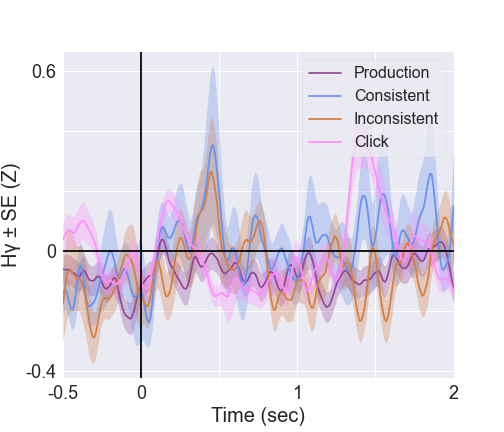 Hγ ± SE (Z)
0.6
0
-0.4
Production
Consistent
Inconsistent
Click
-0.5 0 1 2
Time (sec)